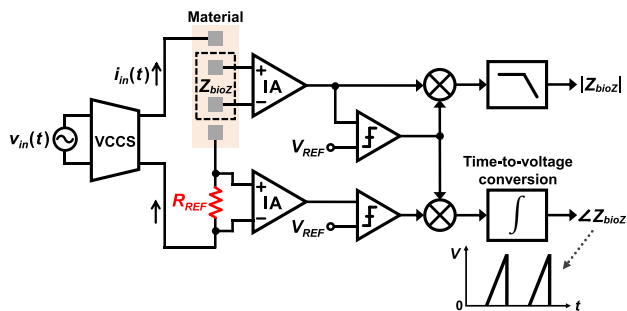 Material
i_in(t)
Z_bioZ
+
−
IA
|Z_bioZ|
v_in(t)
VCCS
V_REF
Time-to-voltage
conversion
R_REF
+
−
IA
V_REF
∫
∠Z_bioZ
V
0
t